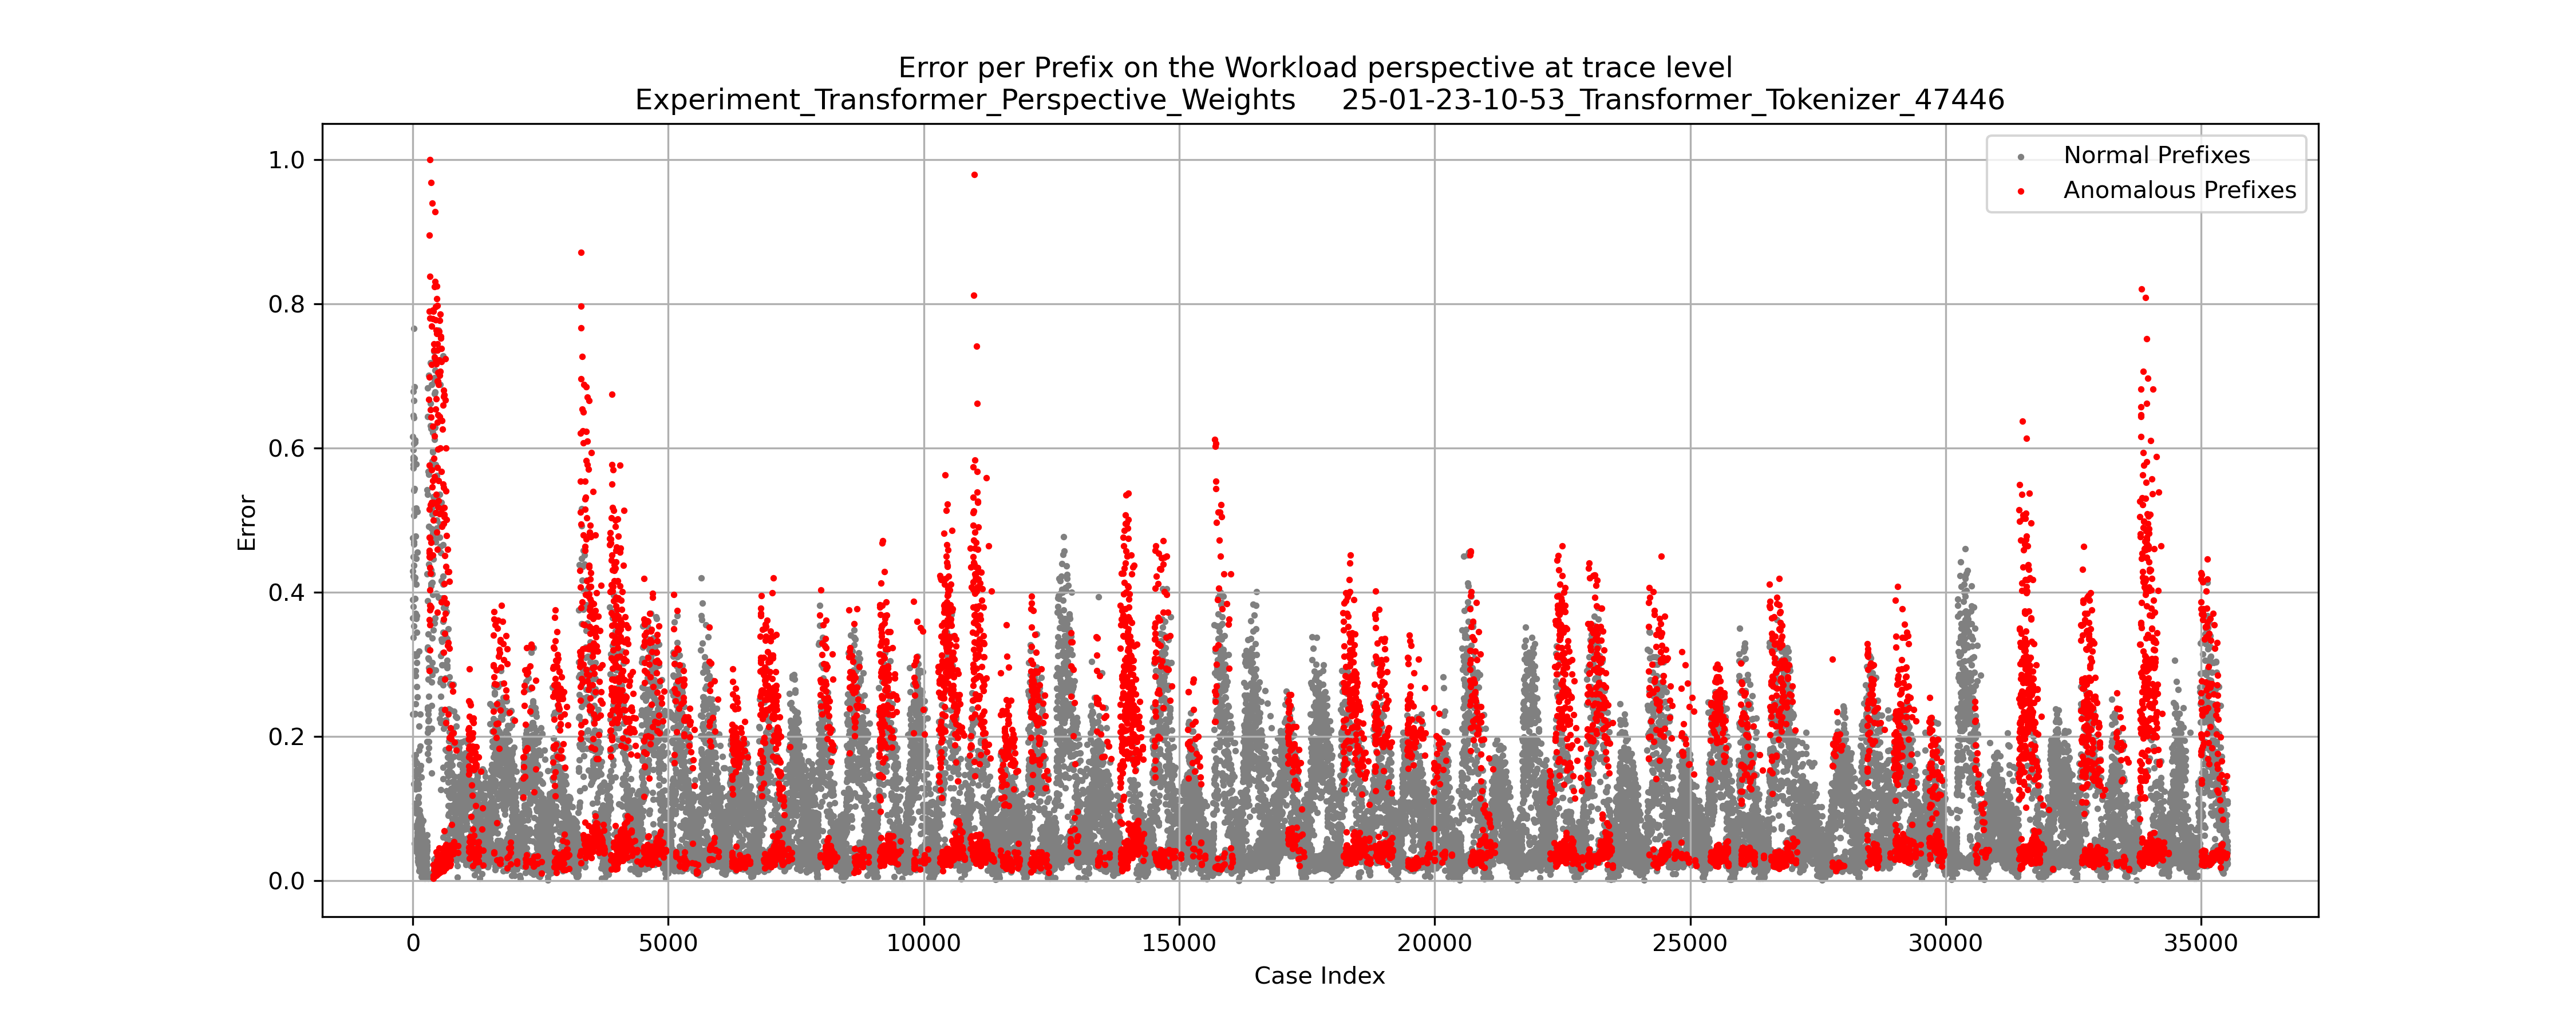 Error per Prefix on the Workload perspective at trace level
Experiment_Transformer_Perspective_Weights 25-01-23-10-53_Transformer_Tokenizer_47446
Normal Prefixes
Anomalous Prefixes
1.0
0.8
0.6
0.4
0.2
0.0
Error
0 5000 10000 15000 20000 25000 30000 35000
Case Index